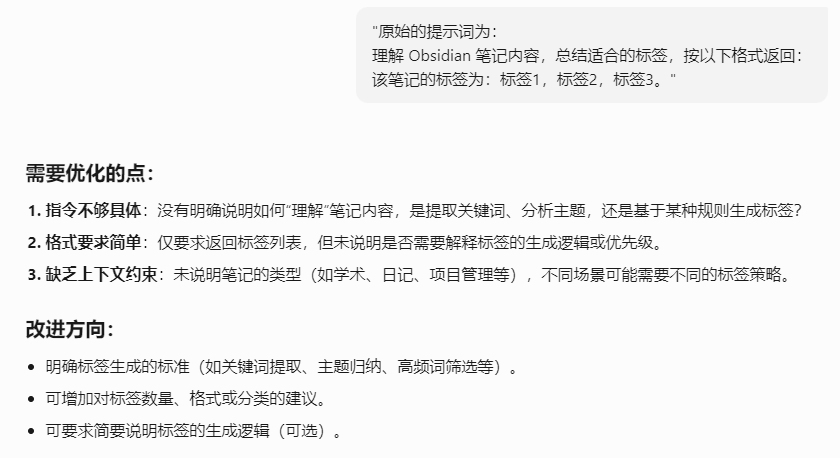 "原始的提示词为：
理解 Obsidian 笔记内容，总结适合的标签，按以下格式返回：
该笔记的标签为：标签1，标签2，标签3。"
需要优化的点：
1. 指令不够具体：没有明确说明如何"理解"笔记内容，是提取关键词、分析主题，还是基于某种规则生成标签？
2. 格式要求简单：仅要求返回标签列表，但未说明是否需要解释标签的生成逻辑或优先级。
3. 缺乏上下文约束：未说明笔记的类型（如学术、日记、项目管理等），不同场景可能需要不同的标签策略。
改进方向：
• 明确标签生成的标准（如关键词提取、主题归纳、高频词筛选等）。
• 可增加对标签数量、格式或分类的建议。
• 可要求简要说明标签的生成逻辑（可选）。